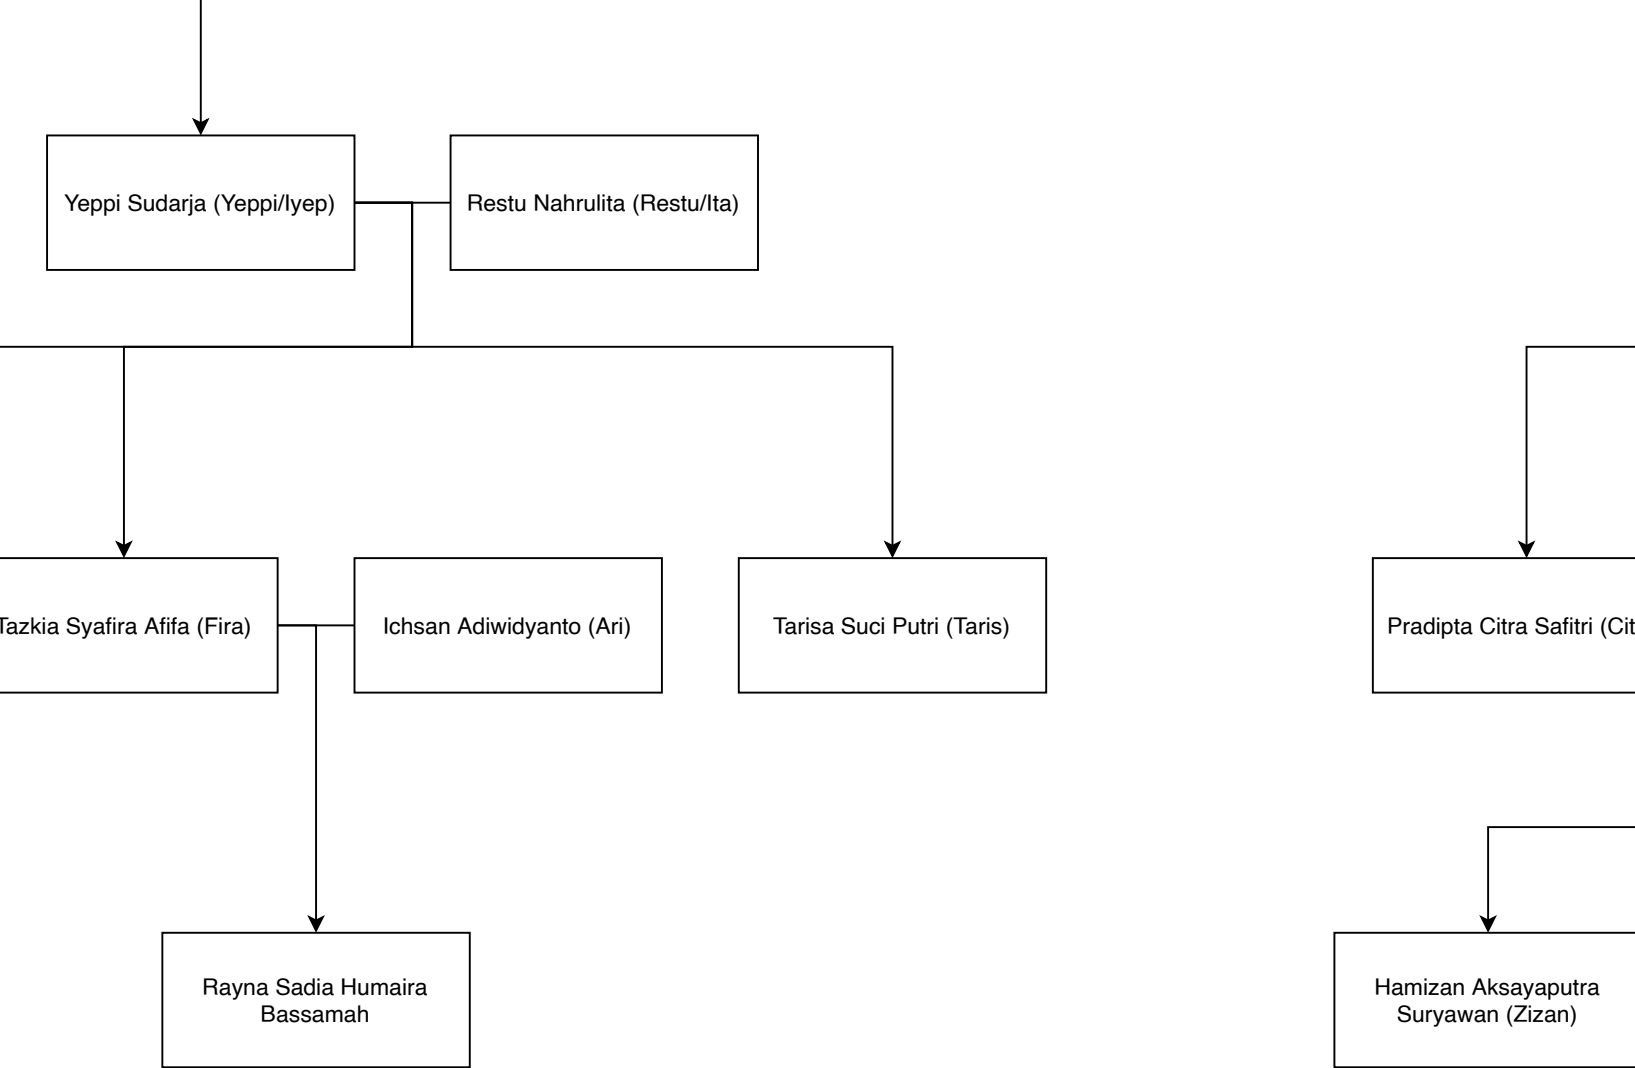 Yeppi Sudarja (Yeppi/Iyep)
Restu Nahrulita (Restu/Ita)
Tazkia Syafira Afifa (Fira)
Ichsan Adiwidyanto (Ari)
Tarisa Suci Putri (Taris)
Pradipta Citra Safitri (Cit
Rayna Sadia Humaira
Bassamah
Hamizan Aksayaputra
Suryawan (Zizan)